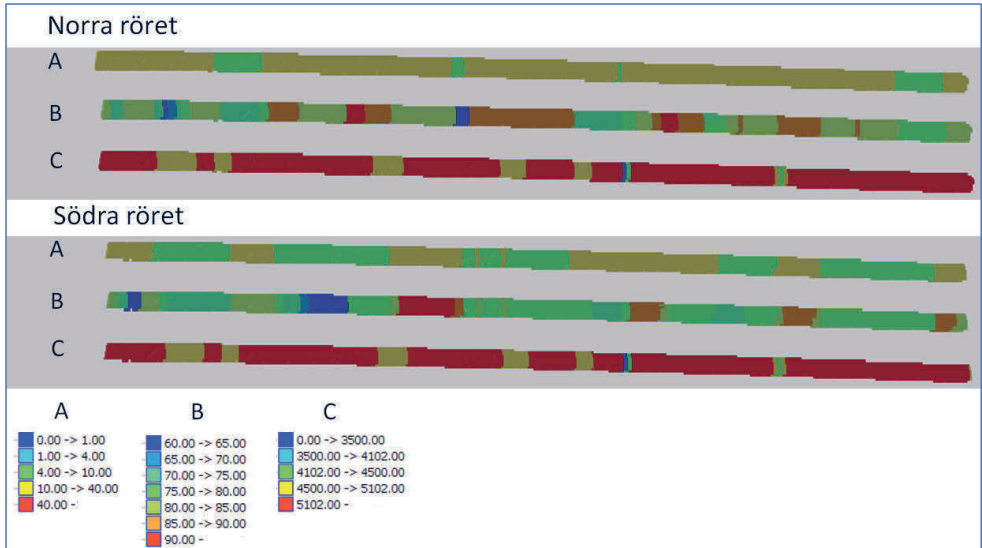 Norra röret
A
B
C
Södra röret
A
B
C
A
0.00 -> 1.00
1.00 -> 4.00
4.00 -> 10.00
10.00 -> 40.00
40.00 -
B
60.00 -> 65.00
65.00 -> 70.00
70.00 -> 75.00
75.00 -> 80.00
80.00 -> 85.00
85.00 -> 90.00
90.00 -
C
0.00 -> 3500.00
3500.00 -> 4102.00
4102.00 -> 4500.00
4500.00 -> 5102.00
5102.00 -